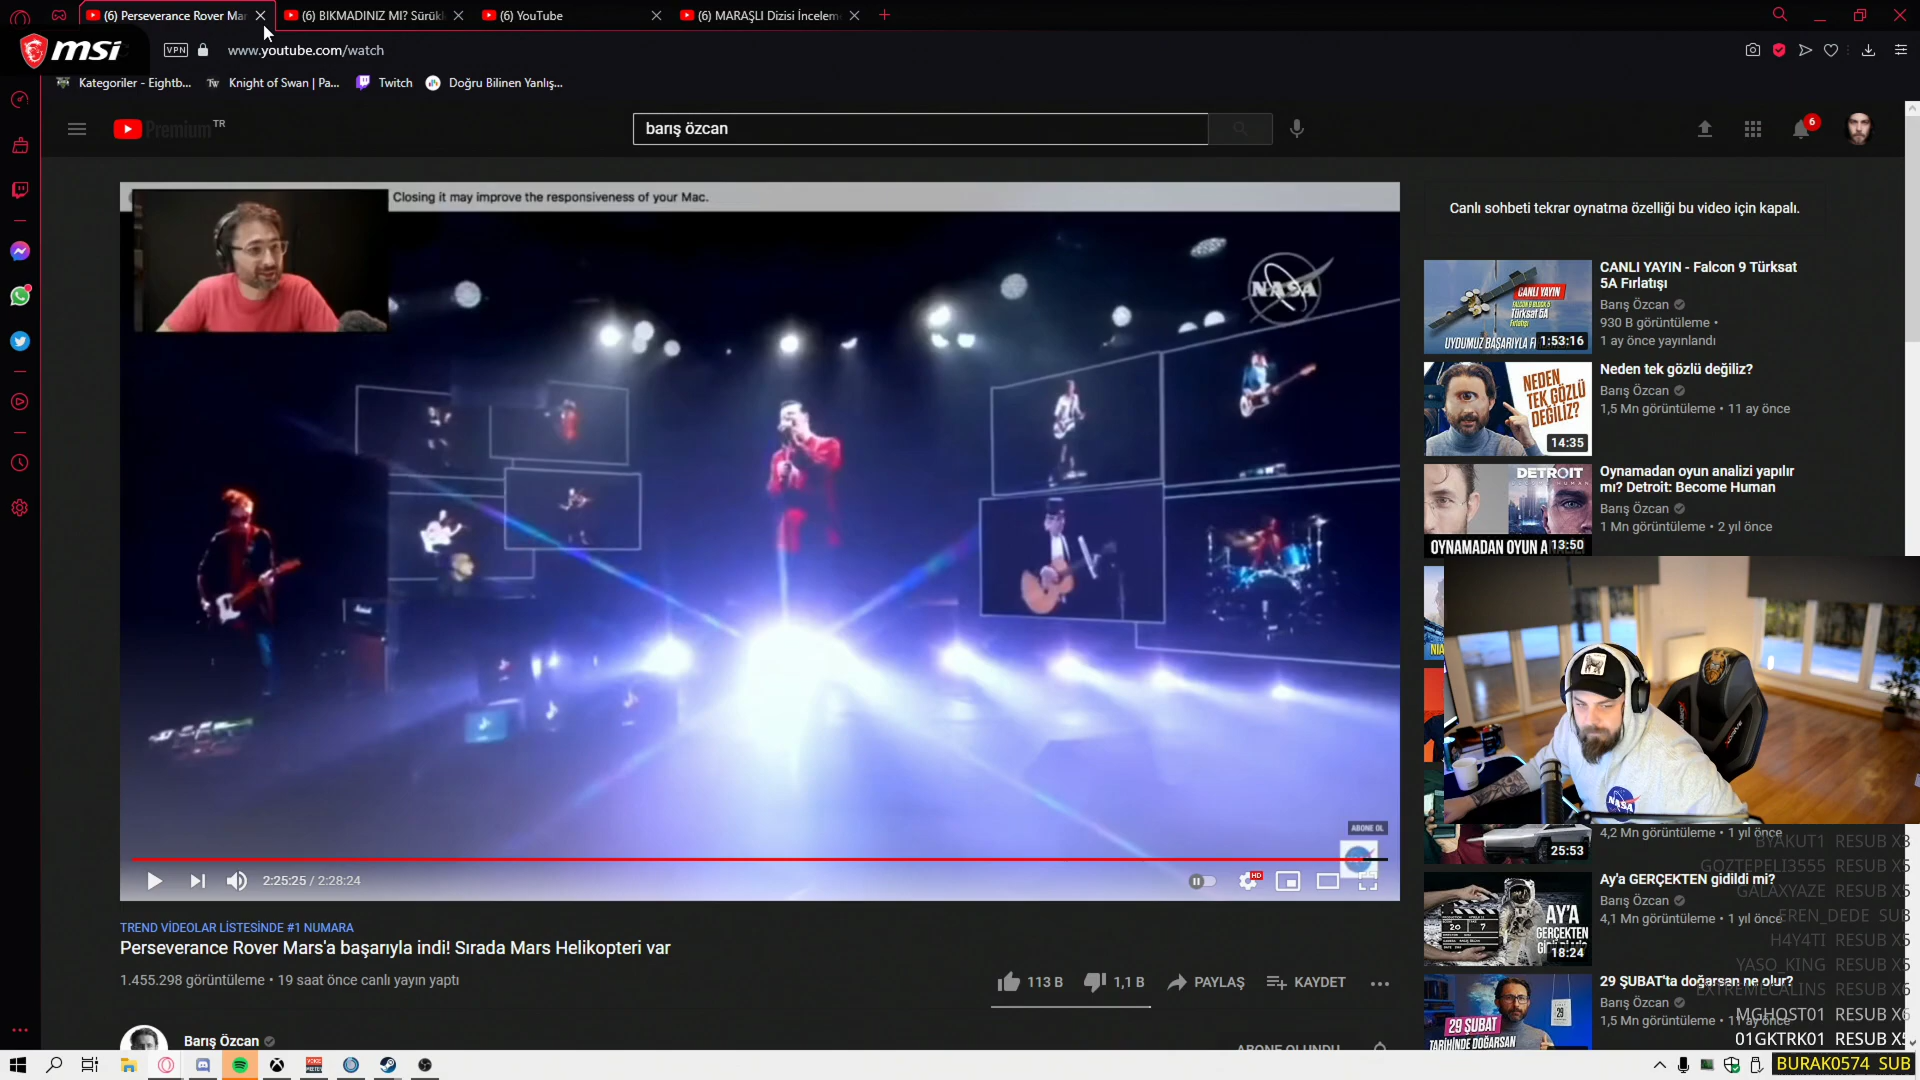 (6) Perseverance Rover Mar
(6) BIKMADINIZ MI? Sürükl
(6) YouTube
(6) MARAŞLI Dizisi İncelem
msi
VPN
www.youtube.com/watch
Kategoriler - Eightb...
Knight of Swan | Pa...
Twitch
Doğru Bilinen Yanlış...
Premium TR
barış özcan
6
Closing it may improve the responsiveness of your Mac.
NASA
ABONE OL
2:25:25 / 2:28:24
HD
TREND VİDEOLAR LİSTESİNDE #1 NUMARA
Perseverance Rover Mars'a başarıyla indi! Sırada Mars Helikopteri var
1.455.298 görüntüleme • 19 saat önce canlı yayın yaptı
113 B
1,1 B
PAYLAŞ
KAYDET
Barış Özcan
ABONE OLUNDU
Canlı sohbeti tekrar oynatma özelliği bu video için kapalı.
CANLI YAYIN
Türksat 5A
UYDUMUZ BAŞARIYLA F
1:53:16
CANLI YAYIN - Falcon 9 Türksat 5A Fırlatışı
Barış Özcan
930 B görüntüleme •
1 ay önce yayınlandı
NEDEN TEK GÖZLÜ DEĞİLİZ?
14:35
Neden tek gözlü değiliz?
Barış Özcan
1,5 Mn görüntüleme • 11 ay önce
DETROIT
OYNAMADAN OYUN A
13:50
Oynamadan oyun analizi yapılır mı? Detroit: Become Human
Barış Özcan
1 Mn görüntüleme • 2 yıl önce
NASA
4,2 Mn görüntüleme • 1 yıl önce
25:53
AY'A GERÇEKTEN
18:24
Ay'a GERÇEKTEN gidildi mi?
Barış Özcan
4,1 Mn görüntüleme • 1 yıl önce
29 ŞUBAT
TARİHİNDE DOĞARSAN
29 ŞUBAT'ta doğarsan ne olur?
Barış Özcan
1,5 Mn görüntüleme • 11 ay önce
BYAKUT1 RESUB X3
GOZTEPELI3555 RESUB X5
GALAXYAZE RESUB X5
EREN_DEDE SUB
H4Y4TI RESUB X5
YASO_KING RESUB X5
EXTREMECALINS RESUB X6
MGHOST01 RESUB X6
01GKTRK01 RESUB X5
BURAK0574 SUB